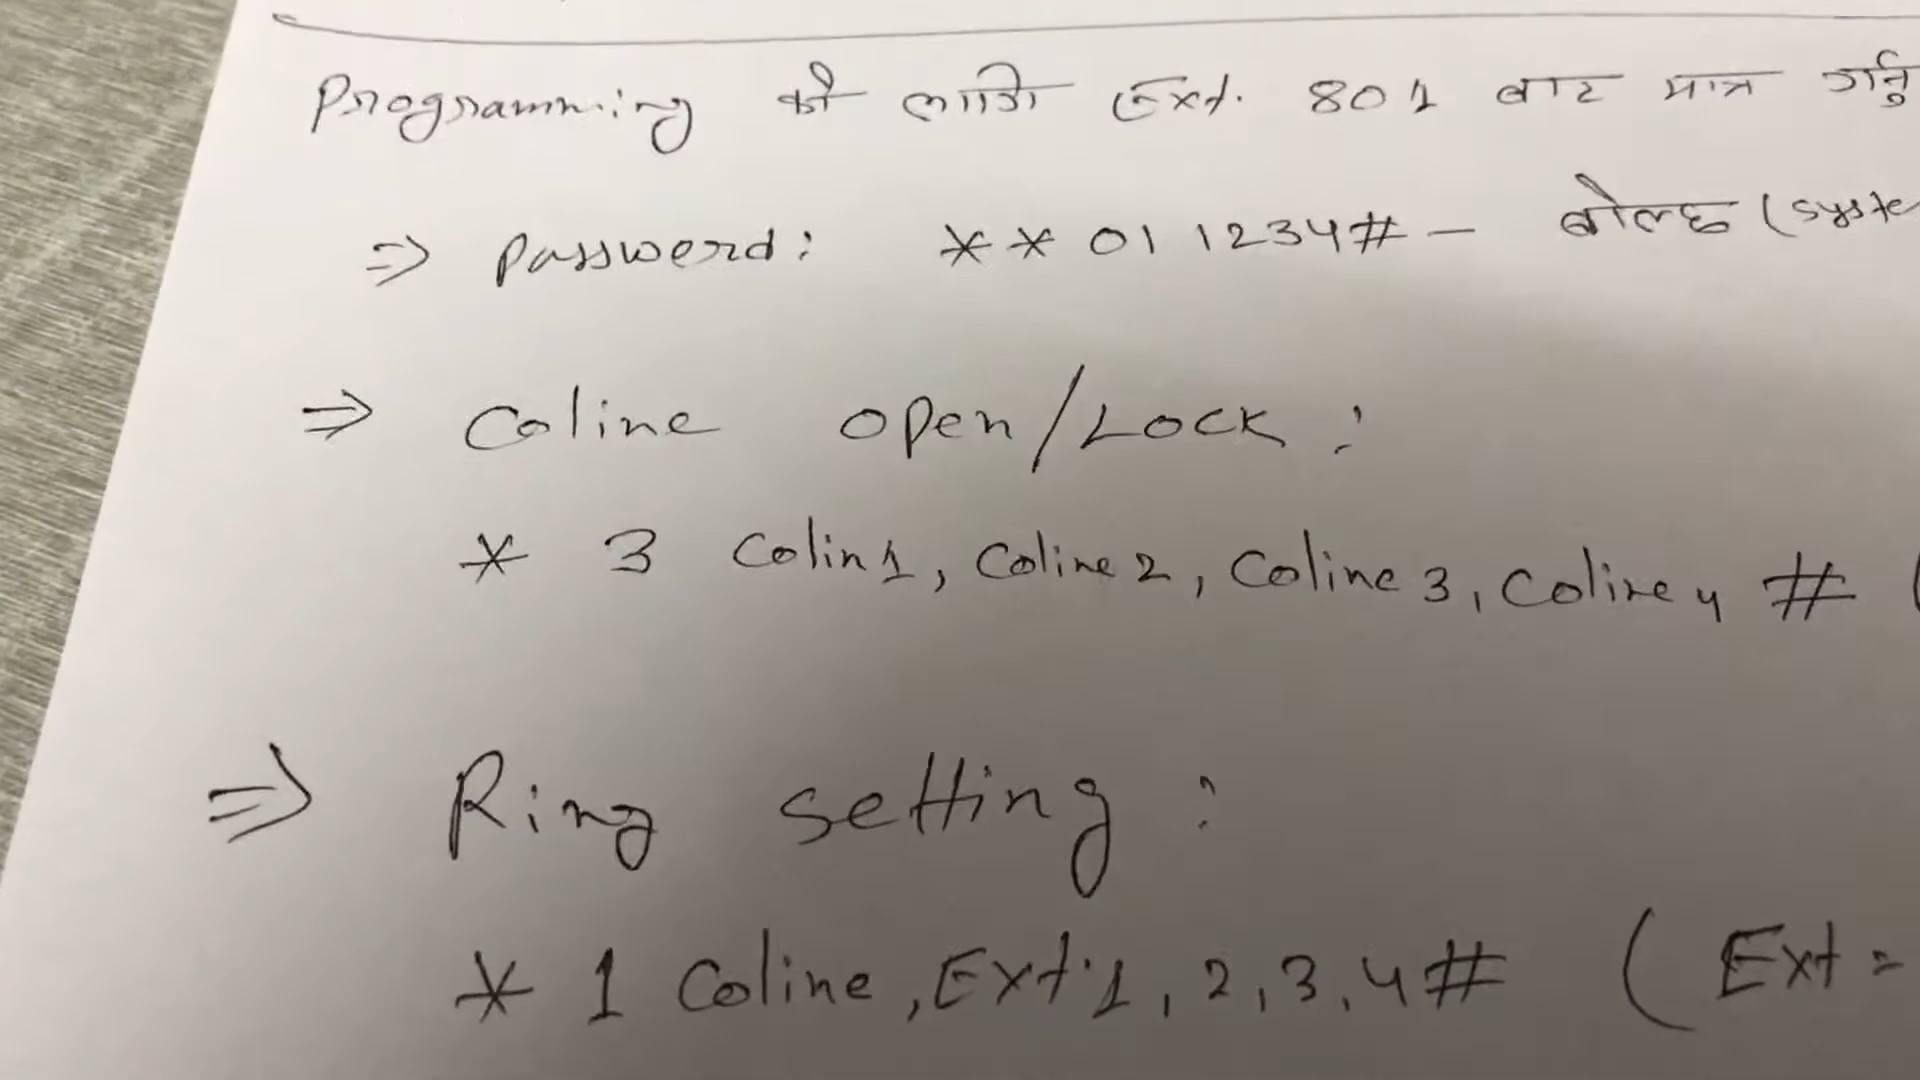 Programming को लागि Ext. 801 बाट मात्र गर्नु
⇒ Password: **01 1234# – बोल्छ (syste
⇒ Coline open/Lock :
* 3 Colin1, Coline 2, Coline 3, Coline 4 # (
⇒ Ring setting :
* 1 Coline, Ext.1, 2, 3, 4 # ( Ext =